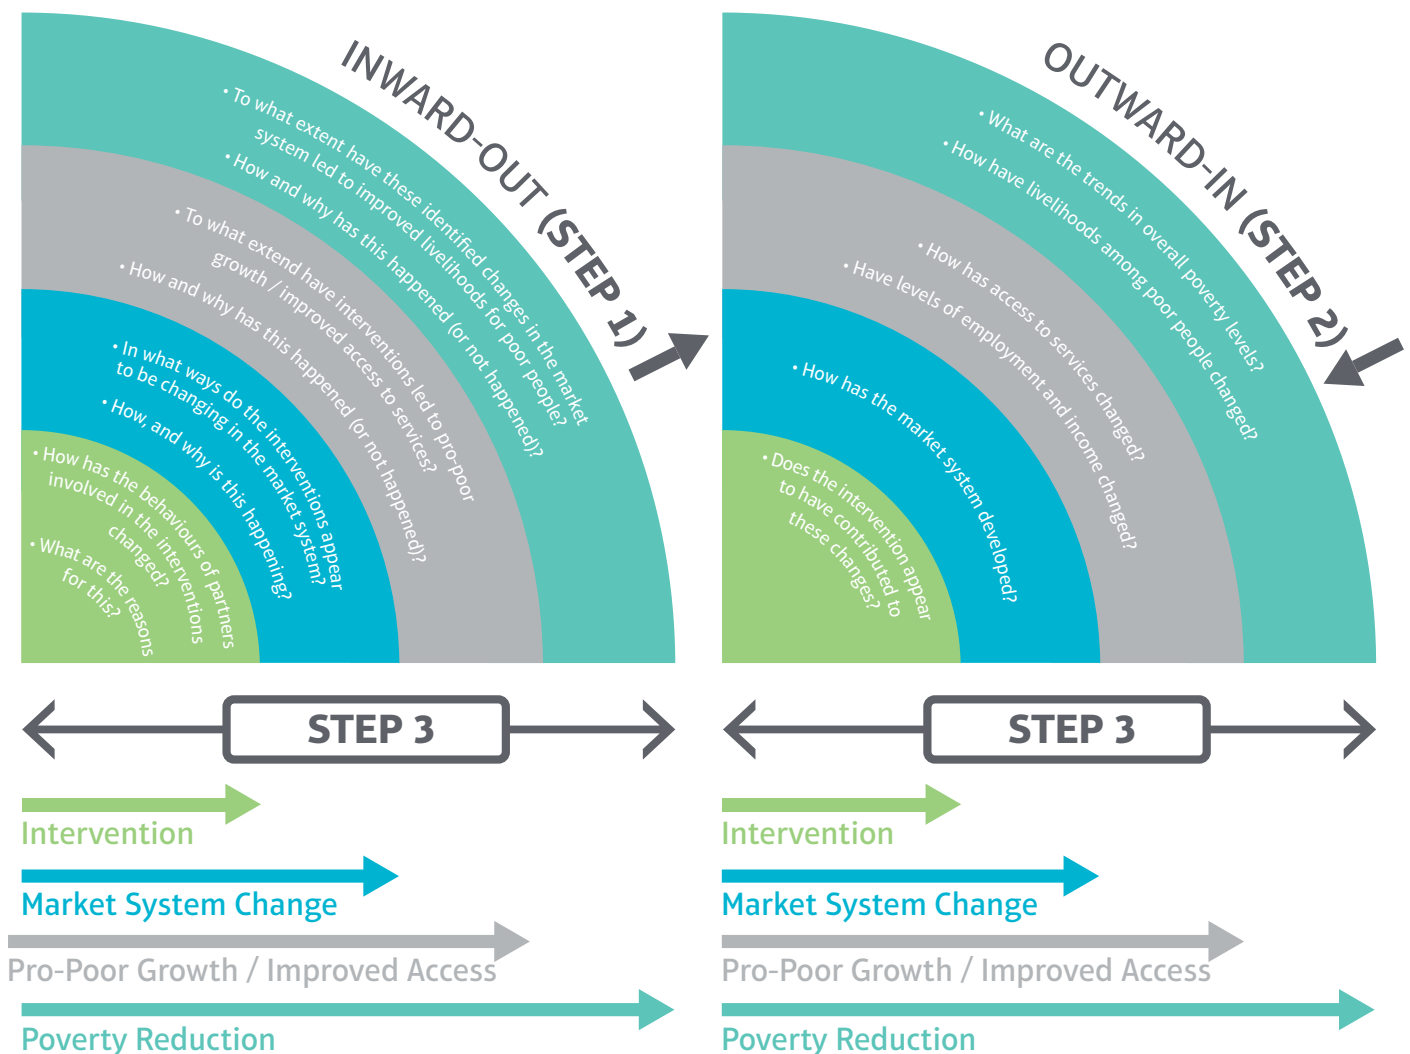 INWARD-OUT (STEP 1)
• To what extent have these identified changes in the market
system led to improved livelihoods for poor people?
• How and why has this happened (or not happened)?
• To what extend have interventions led to pro-poor
growth / improved access to services?
• How and why has this happened (or not happened)?
• In what ways do the interventions appear
to be changing in the market system?
• How, and why is this happening?
• How has the behaviours of partners
involved in the interventions
changed?
• What are the reasons
for this?
STEP 3
Intervention
Market System Change
Pro-Poor Growth / Improved Access
Poverty Reduction
OUTWARD-IN (STEP 2)
• What are the trends in overall poverty levels?
• How have livelihoods among poor people changed?
• How has access to services changed?
• Have levels of employment and income changed?
• How has the market system developed?
• Does the intervention appear
to have contributed to
these changes?
STEP 3
Intervention
Market System Change
Pro-Poor Growth / Improved Access
Poverty Reduction